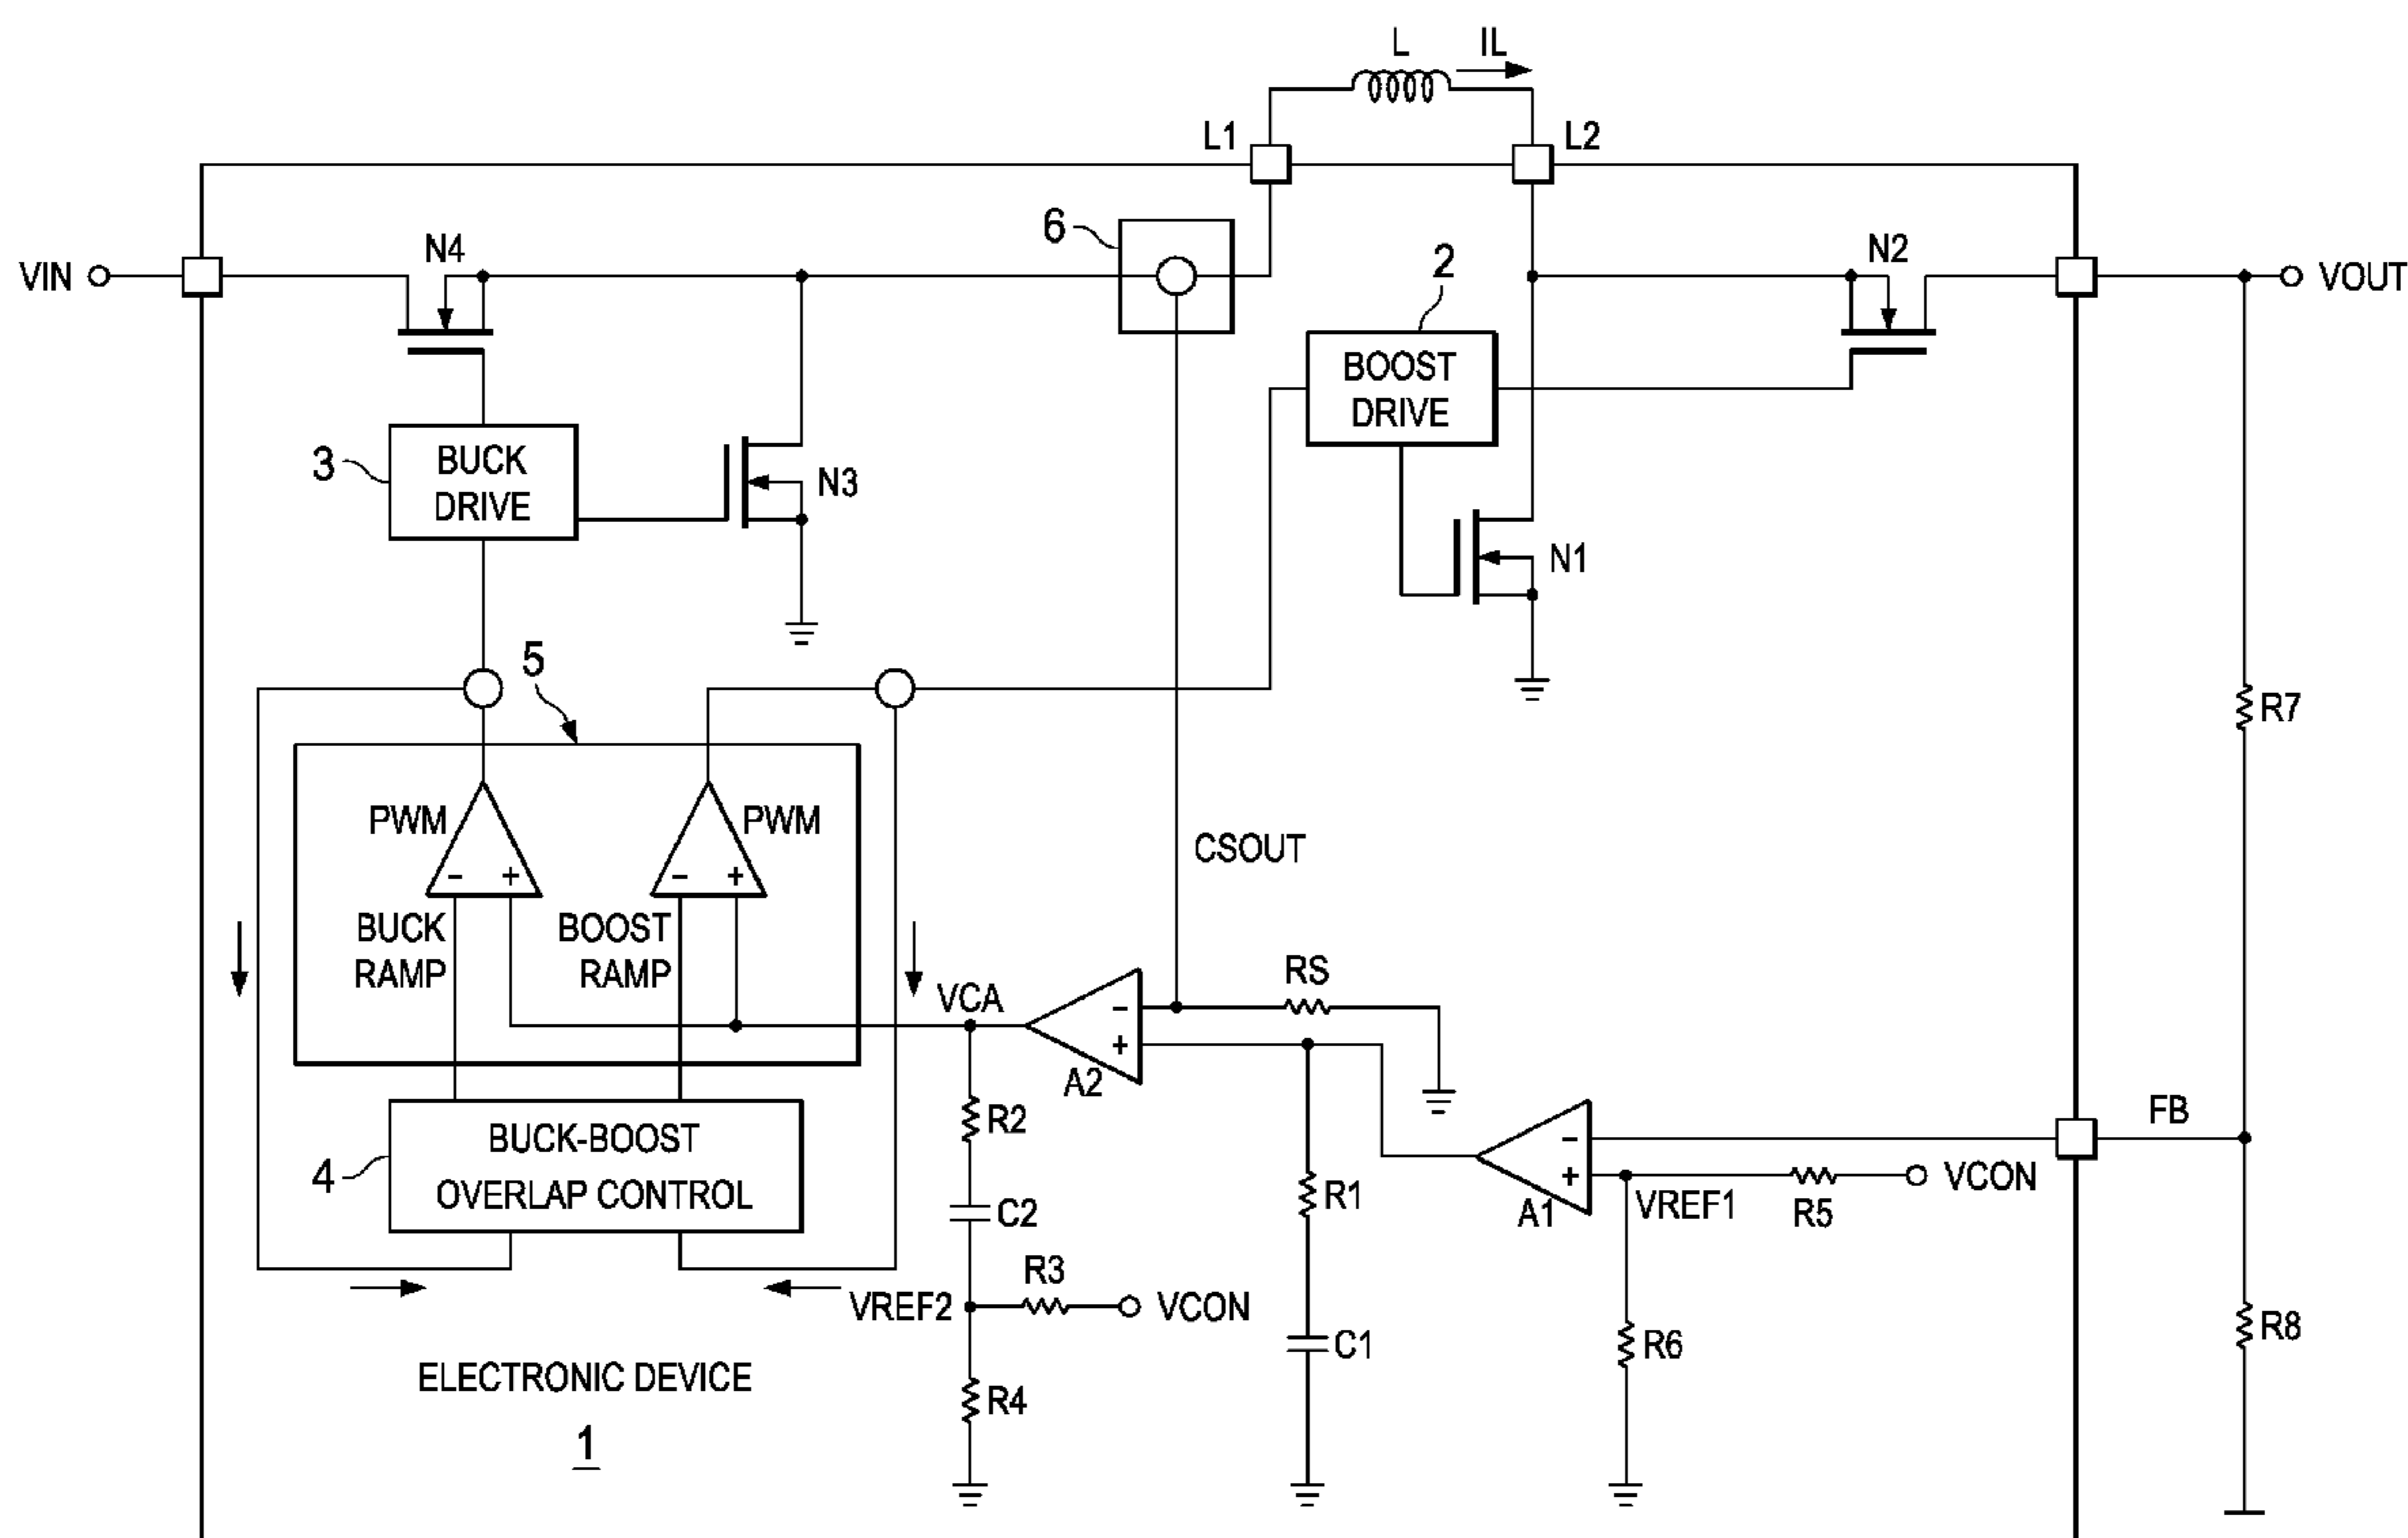 L IL
L1 L2
6
VIN N4 2 N2 VOUT
BOOST
DRIVE
3 BUCK
DRIVE
N3
N1
5
R7
PWM PWM
- + - +
CSOUT
BUCK
RAMP
BOOST
RAMP
RS
VCA
-
+
A2
R2
FB
BUCK-BOOST
OVERLAP CONTROL
4
-
+
A1
VREF1 R5 VCON
R1
C2
R3
VREF2 VCON
C1 R6 R8
ELECTRONIC DEVICE
1
R4